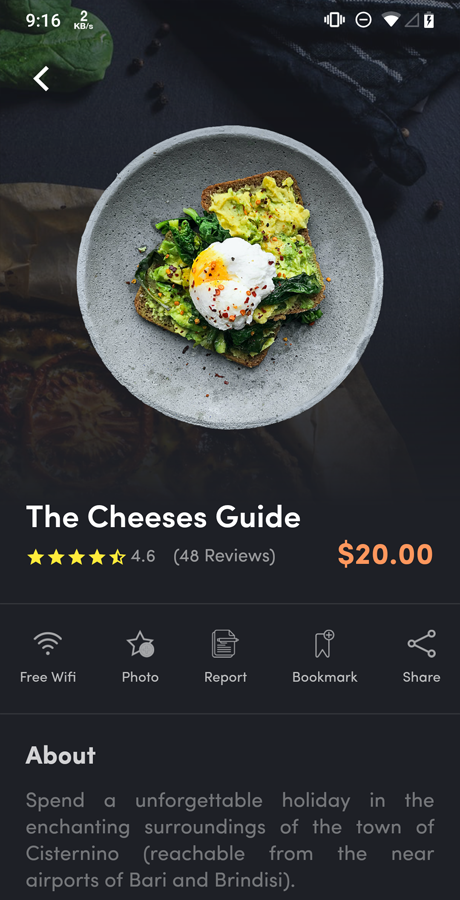 9:16 2 KB/s
The Cheeses Guide
4.6 (48 Reviews) $20.00
Free Wifi Photo Report Bookmark Share
About
Spend a unforgettable holiday in the
enchanting surroundings of the town of
Cisternino (reachable from the near
airports of Bari and Brindisi).